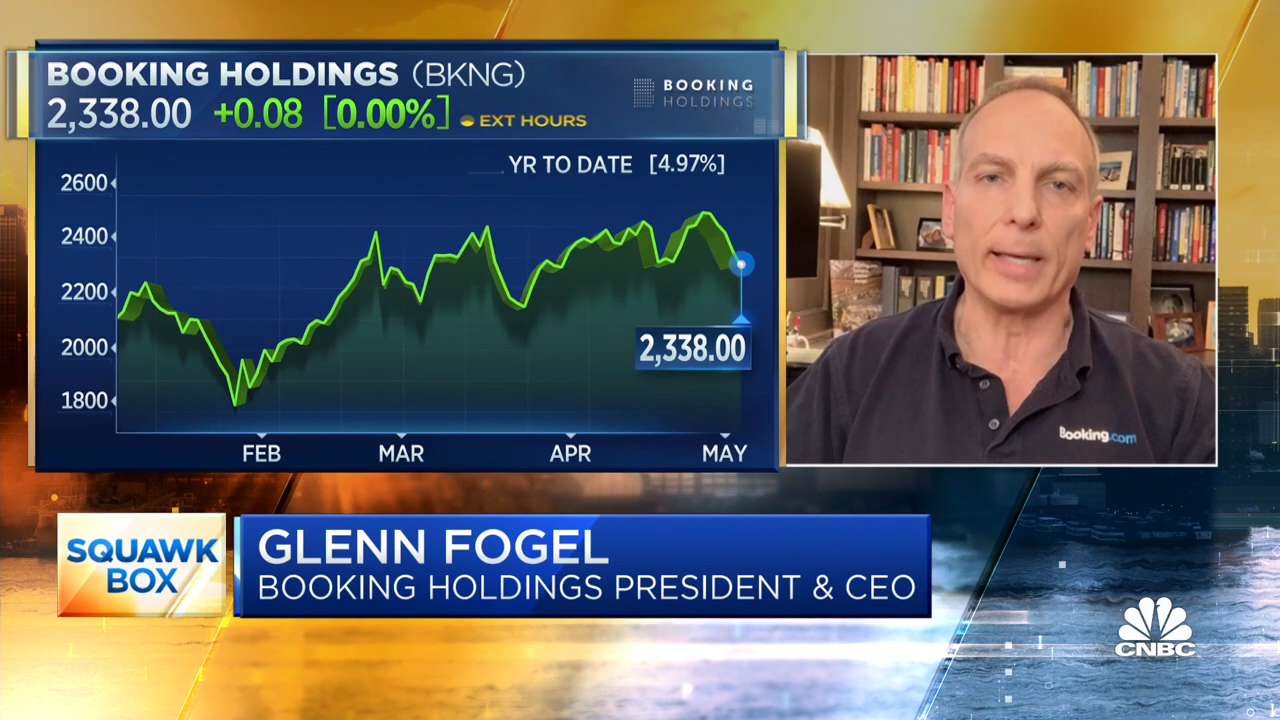 BOOKING HOLDINGS (BKNG)
2,338.00 +0.08 [0.00%] EXT HOURS
BOOKING
HOLDINGS
YR TO DATE [4.97%]
2600
2400
2200
2000
1800
2,338.00
FEB MAR APR MAY
Booking.com
SQUAWK
BOX
GLENN FOGEL
BOOKING HOLDINGS PRESIDENT & CEO
CNBC